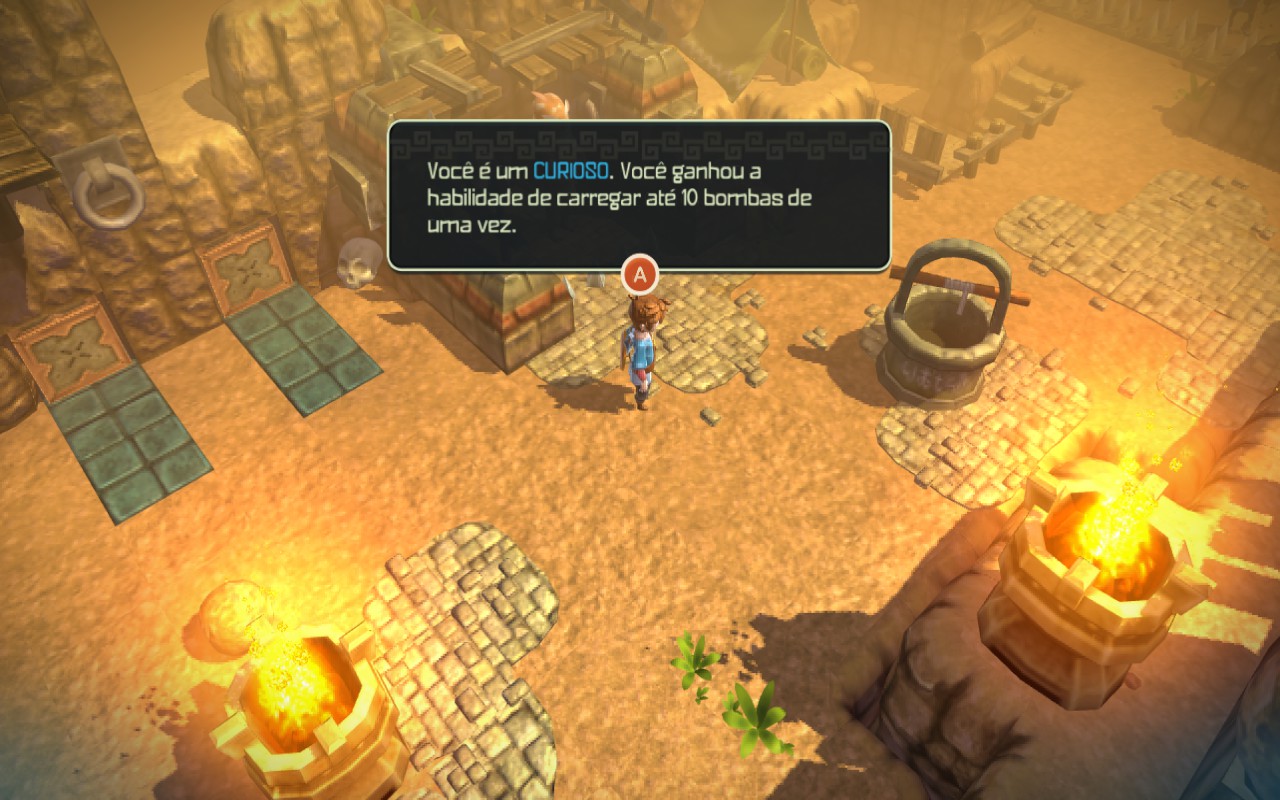 Você é um CURIOSO. Você ganhou a
habilidade de carregar até 10 bombas de
uma vez.
A